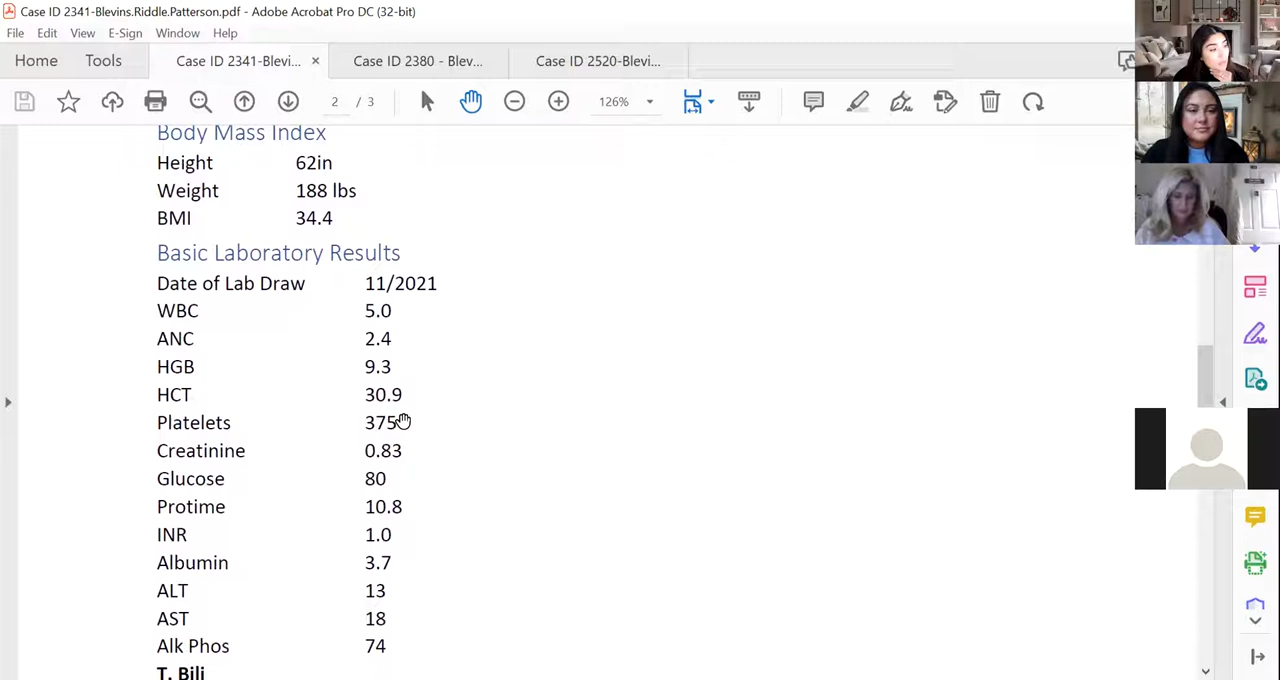 Case ID 2341-Blevins.Riddle.Patterson.pdf - Adobe Acrobat Pro DC (32-bit)
File Edit View E-Sign Window Help
Home Tools Case ID 2341-Blevi... × Case ID 2380 - Blev... Case ID 2520-Blevi...
2 / 3 126%
Body Mass Index
Height 62in
Weight 188 lbs
BMI 34.4
Basic Laboratory Results
Date of Lab Draw 11/2021
WBC 5.0
ANC 2.4
HGB 9.3
HCT 30.9
Platelets 375
Creatinine 0.83
Glucose 80
Protime 10.8
INR 1.0
Albumin 3.7
ALT 13
AST 18
Alk Phos 74
T. Bili